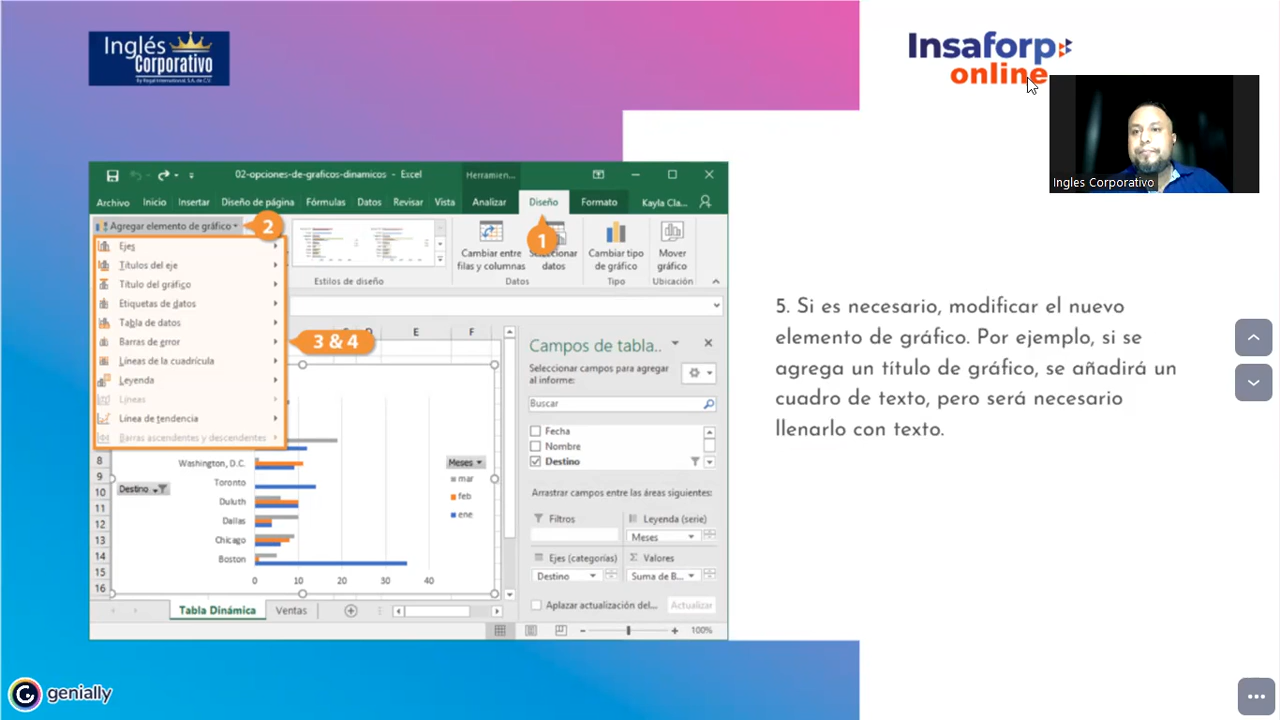 Inglés
Corporativo
By Regal International, S.A. de C.V.
Insaforp
online
Ingles Corporativo
02-opciones-de-graficos-dinamicos - Excel
Herramien...
Archivo Inicio Insertar Diseño de página Fórmulas Datos Revisar Vista Analizar Diseño Formato Kayla Cla...
Agregar elemento de gráfico
2
1
Ejes
Títulos del eje
Título del gráfico
Etiquetas de datos
Tabla de datos
Barras de error
Líneas de la cuadrícula
Leyenda
Líneas
Línea de tendencia
Barras ascendentes y descendentes
3 & 4
Estilos de diseño
Cambiar entre
filas y columnas
datos
Datos
Cambiar tipo
de gráfico
Tipo
Mover
gráfico
Ubicación
E F
8
9
10
11
12
13
14
15
16
Destino
Washington, D.C.
Toronto
Duluth
Dallas
Chicago
Boston
0 10 20 30 40
Meses
mar
feb
ene
Campos de tabla..
Seleccionar campos para agregar
al informe:
Buscar
Fecha
Nombre
Destino
Arrastrar campos entre las áreas siguientes:
Filtros
Leyenda (serie)
Meses
Ejes (categorías)
Valores
Destino
Suma de B...
Aplazar actualización del...
Actualizar
Tabla Dinámica Ventas
100%
5. Si es necesario, modificar el nuevo
elemento de gráfico. Por ejemplo, si se
agrega un título de gráfico, se añadirá un
cuadro de texto, pero será necesario
llenarlo con texto.
genially